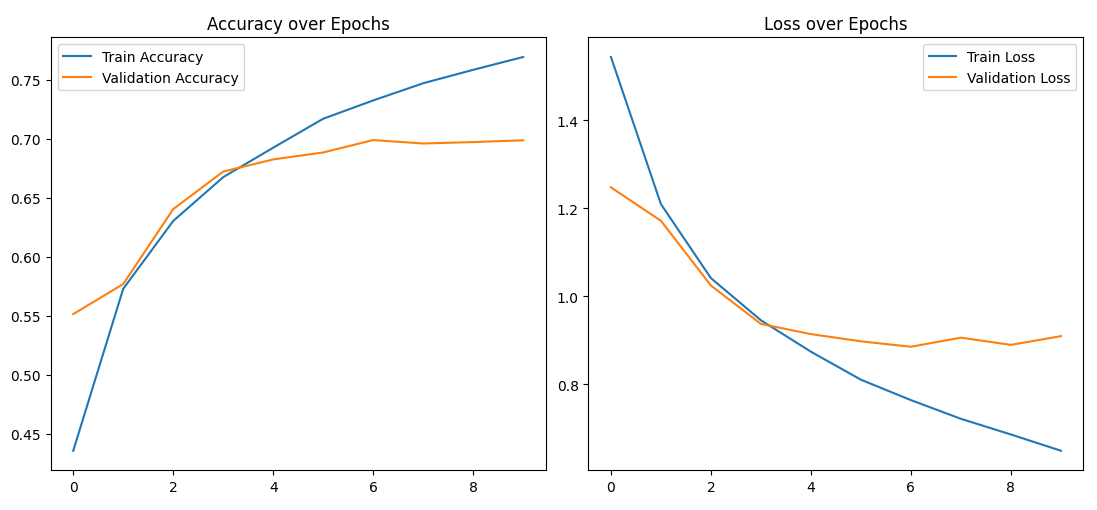 Accuracy over Epochs
Train Accuracy
Validation Accuracy
0.75
0.70
0.65
0.60
0.55
0.50
0.45
0 2 4 6 8
Loss over Epochs
Train Loss
Validation Loss
1.4
1.2
1.0
0.8
0 2 4 6 8